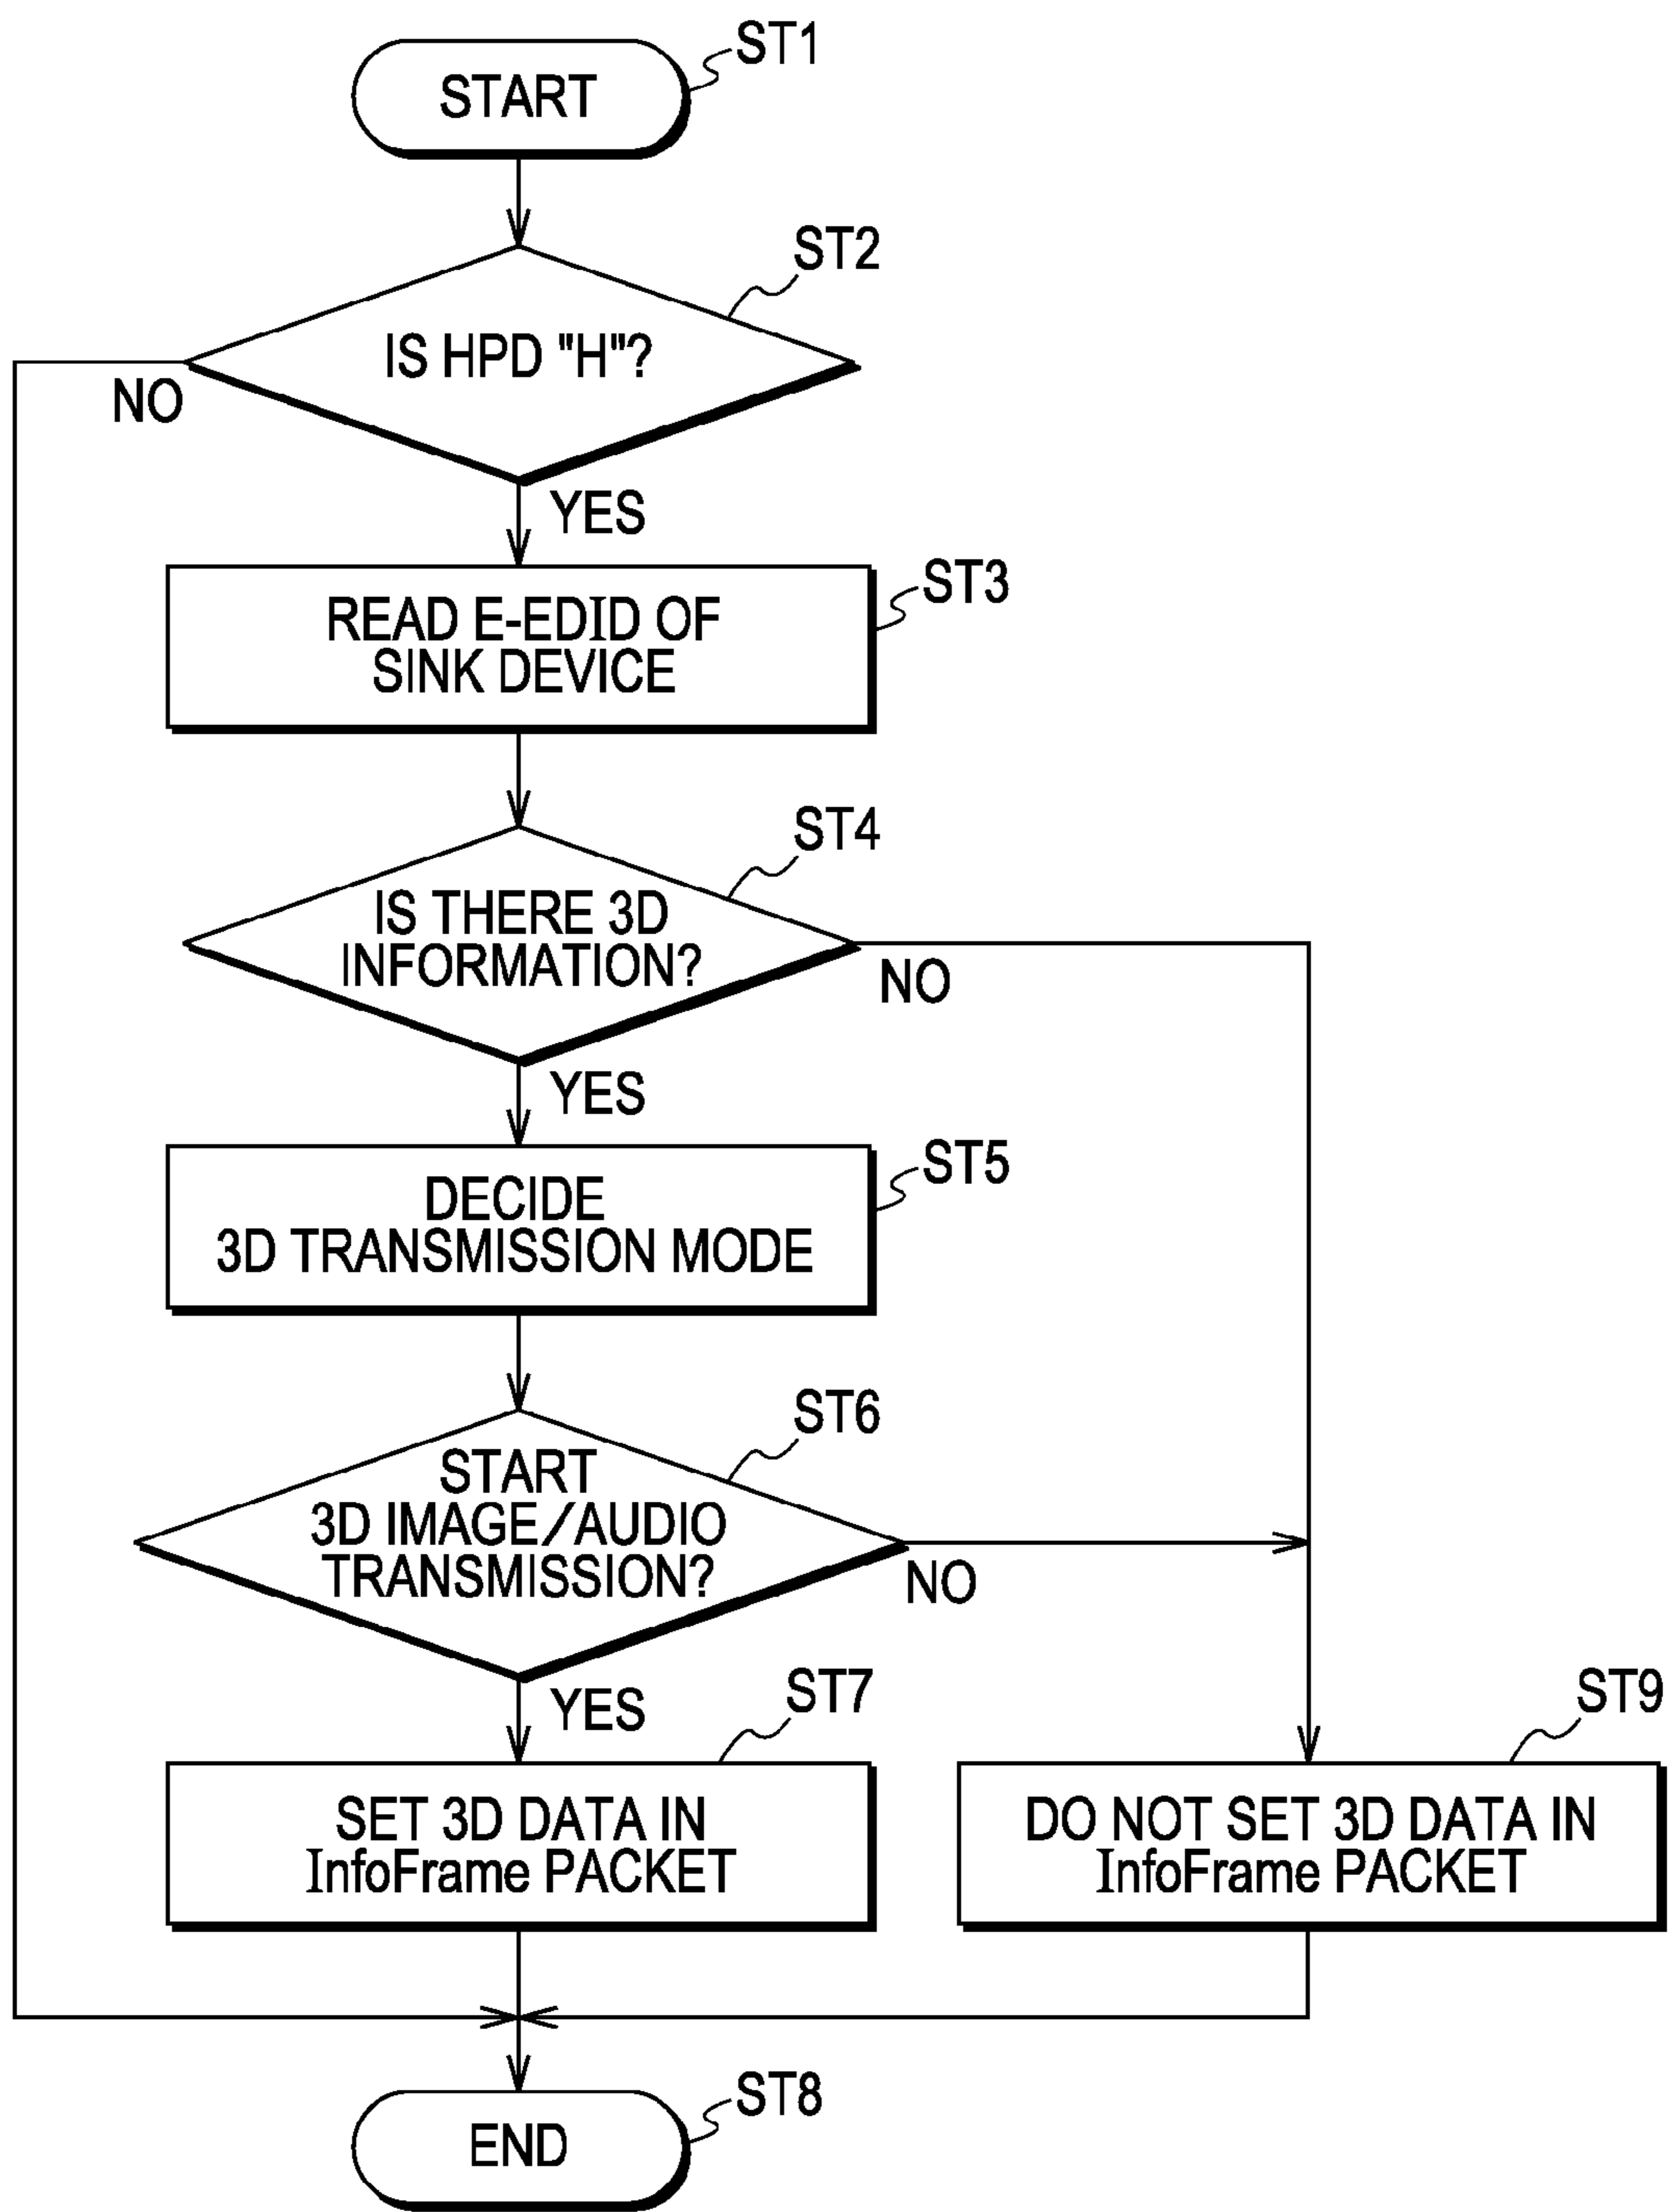 START
ST1
IS HPD "H"?
ST2
NO
YES
READ E-EDID OF
SINK DEVICE
ST3
IS THERE 3D
INFORMATION?
ST4
NO
YES
DECIDE
3D TRANSMISSION MODE
ST5
START
3D IMAGE/AUDIO
TRANSMISSION?
ST6
NO
YES
ST7
SET 3D DATA IN
InfoFrame PACKET
ST9
DO NOT SET 3D DATA IN
InfoFrame PACKET
END
ST8